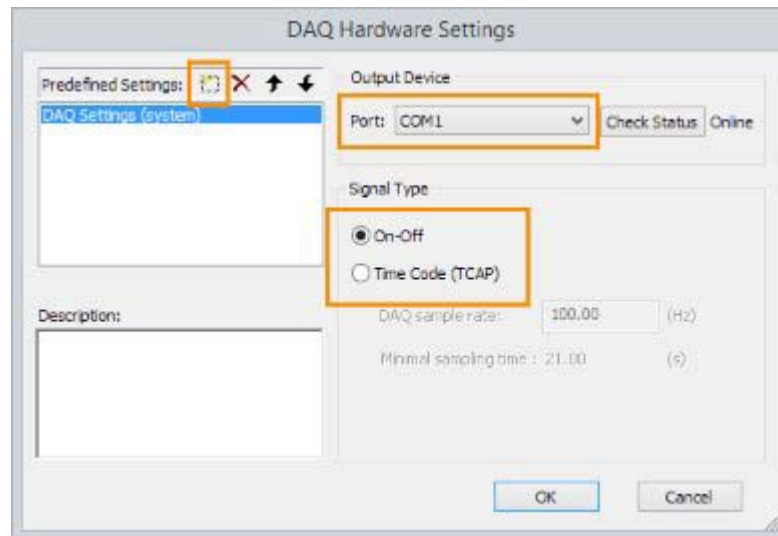 DAQ Hardware Settings
Predefined Settings:
DAQ Settings (system)
Description:
Output Device
Port: COM1 Check Status Online
Signal Type
On-Off
Time Code (TCAP)
DAQ sample rate: 100.00 (Hz)
Minimal sampling time : 21.00 (s)
OK Cancel